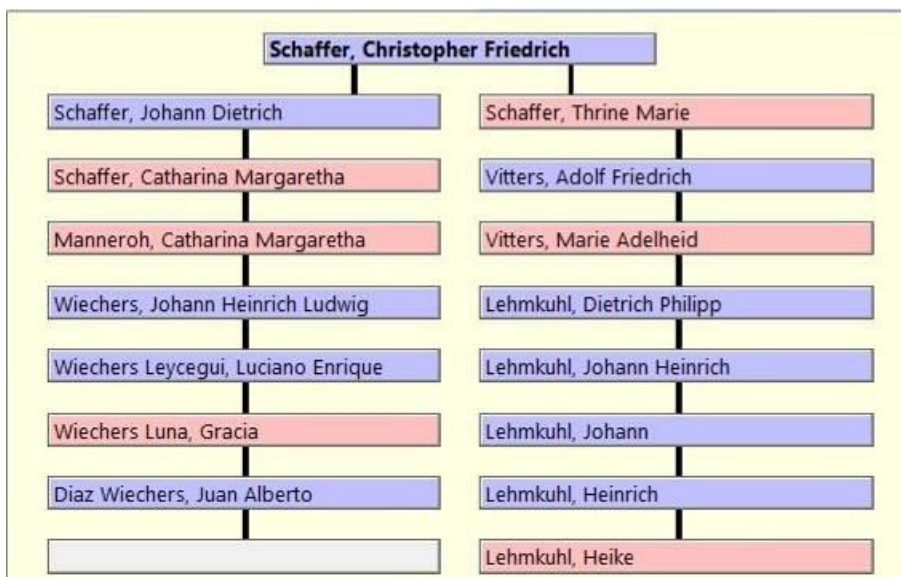 Schaffer, Christopher Friedrich
Schaffer, Johann Dietrich
Schaffer, Thrine Marie
Schaffer, Catharina Margaretha
Vitters, Adolf Friedrich
Manneroh, Catharina Margaretha
Vitters, Marie Adelheid
Wiechers, Johann Heinrich Ludwig
Lehmkuhl, Dietrich Philipp
Wiechers Leycegui, Luciano Enrique
Lehmkuhl, Johann Heinrich
Wiechers Luna, Gracia
Lehmkuhl, Johann
Diaz Wiechers, Juan Alberto
Lehmkuhl, Heinrich
Lehmkuhl, Heike